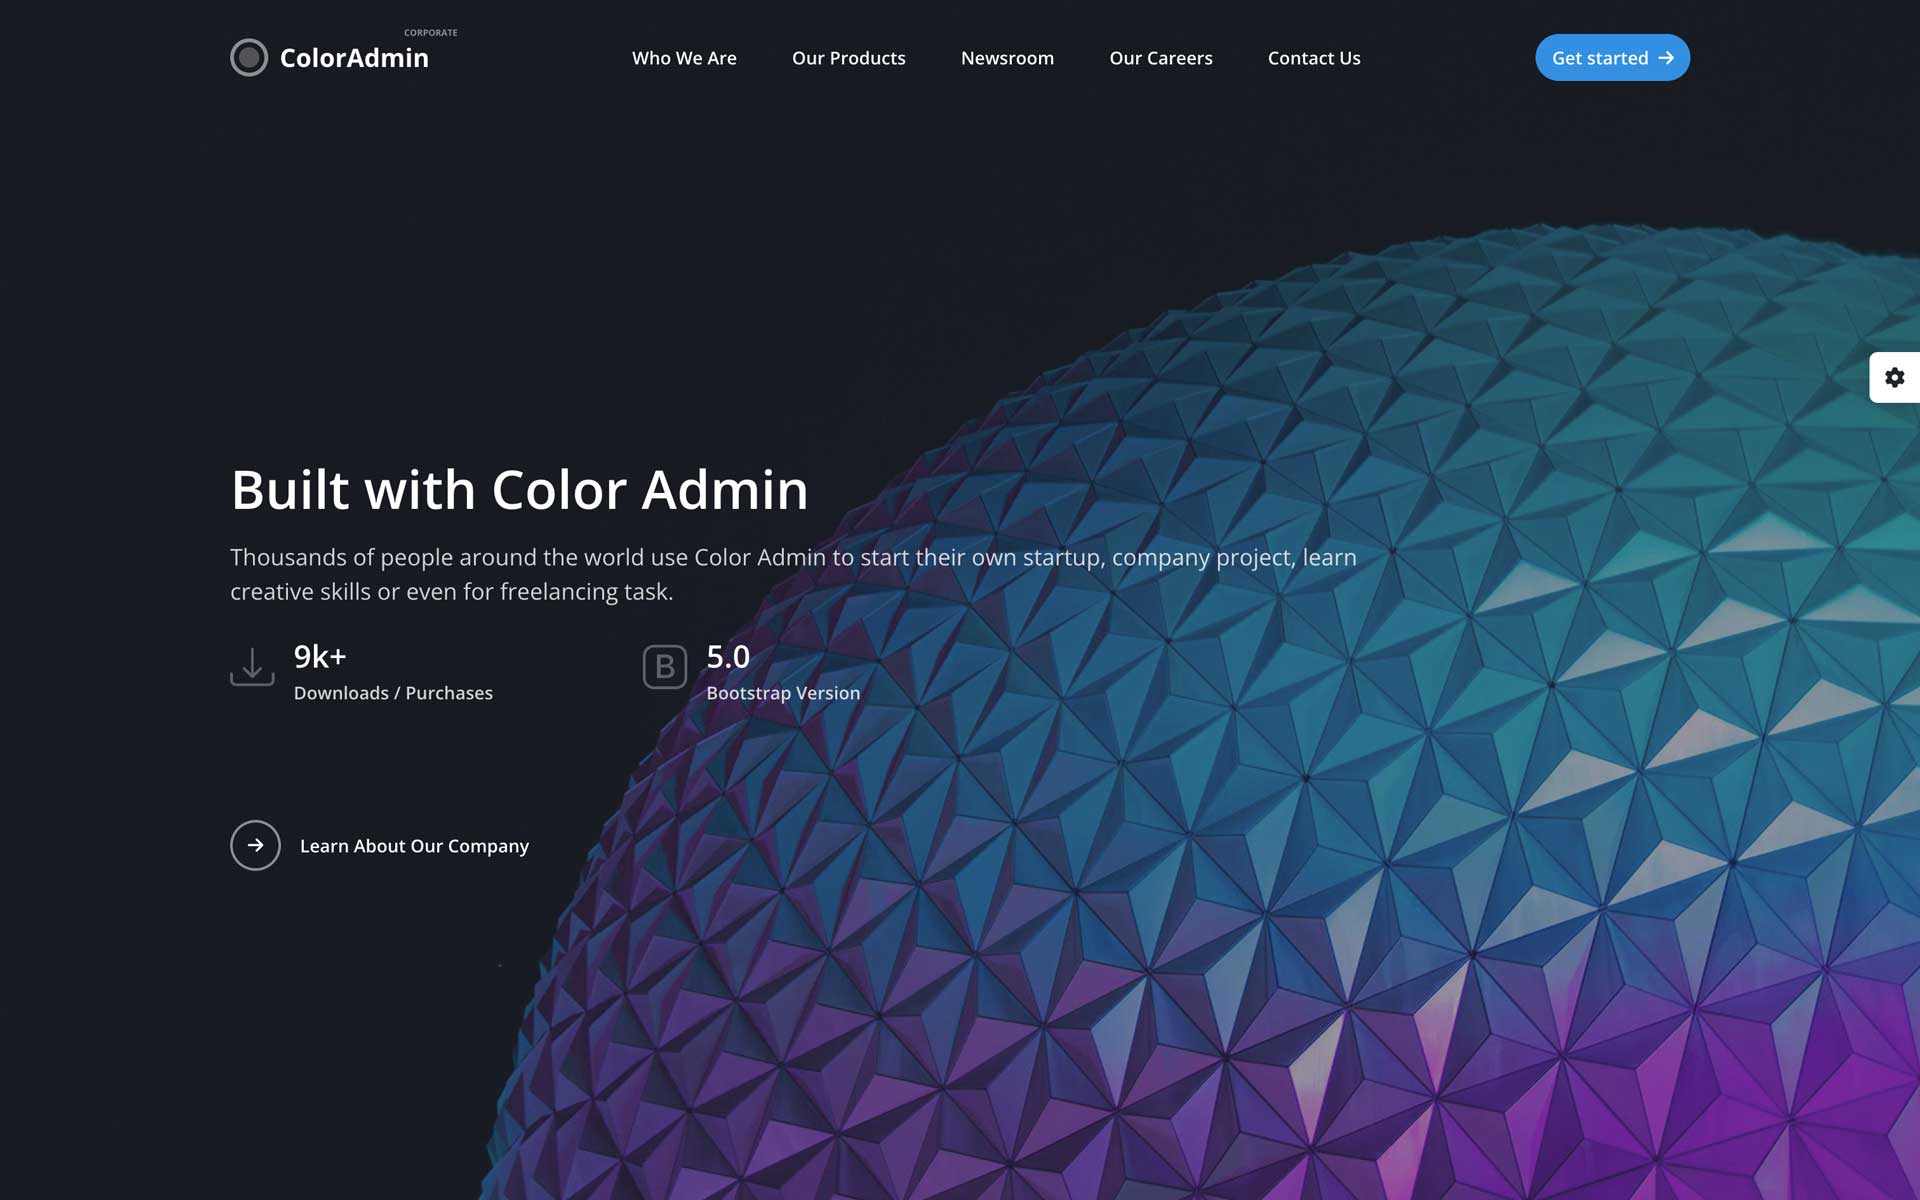 CORPORATE
ColorAdmin
Who We Are
Our Products
Newsroom
Our Careers
Contact Us
Get started
Built with Color Admin
Thousands of people around the world use Color Admin to start their own startup, company project, learn
creative skills or even for freelancing task.
9k+
Downloads / Purchases
B
5.0
Bootstrap Version
Learn About Our Company